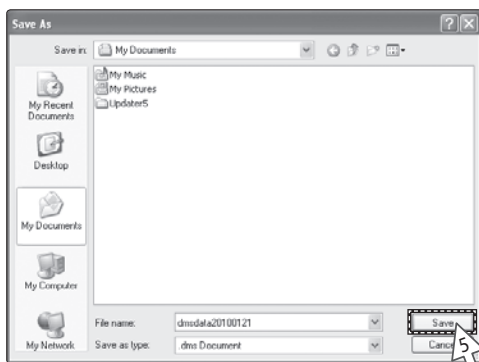 Save As
Save in: My Documents
My Recent Documents
Desktop
My Documents
My Computer
My Network
My Music
My Pictures
Updater5
File name: dmsdata20100121 Save
Save as type: .dms Document
5